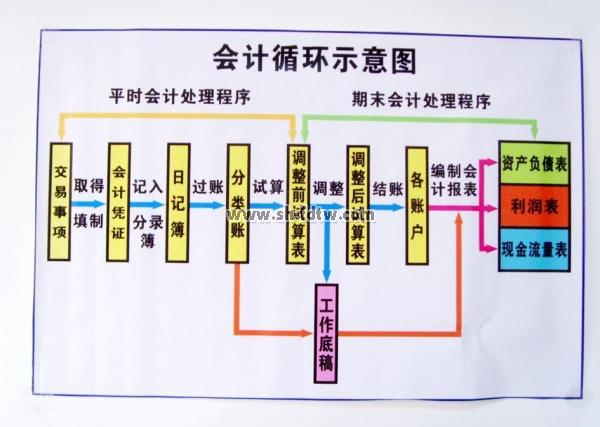 会计循环示意图
平时会计处理程序
期末会计处理程序
交易事项
取得
填制
会计凭证
记入
分录
簿
日记簿
过账
分类账
试算
调整前试算表
调整
调整后试算表
结账
各账户
编制会
计报表
资产负债表
利润表
现金流量表
工作底稿
www.sh-tdtw.com